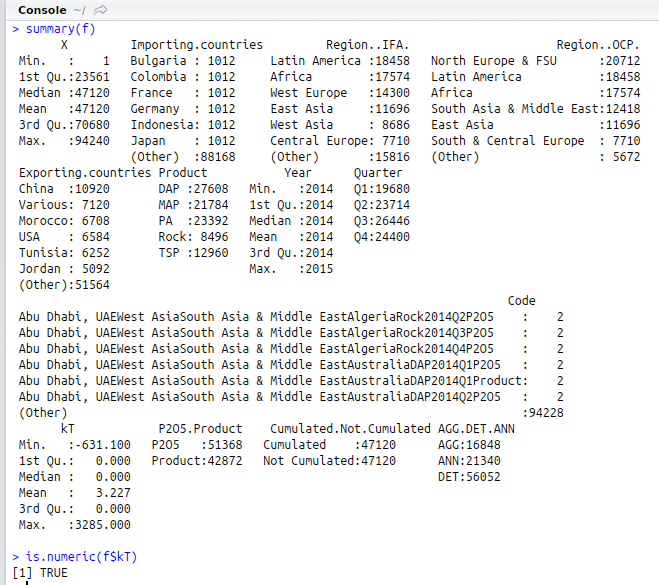 Console ~/
> summary(f)
X Importing.countries Region..IFA. Region..OCP.
Min. : 1 Bulgaria : 1012 Latin America :18458 North Europe & FSU :20712
1st Qu.:23561 Colombia : 1012 Africa :17574 Latin America :18458
Median :47120 France : 1012 West Europe :14300 Africa :17574
Mean :47120 Germany : 1012 East Asia :11696 South Asia & Middle East:12418
3rd Qu.:70680 Indonesia: 1012 West Asia : 8686 East Asia :11696
Max. :94240 Japan : 1012 Central Europe: 7710 South & Central Europe : 7710
(Other) :88168 (Other) :15816 (Other) : 5672
Exporting.countries Product Year Quarter
China :10920 DAP :27608 Min. :2014 Q1:19680
Various: 7120 MAP :21784 1st Qu.:2014 Q2:23714
Morocco: 6708 PA :23392 Median :2014 Q3:26446
USA : 6584 Rock: 8496 Mean :2014 Q4:24400
Tunisia: 6252 TSP :12960 3rd Qu.:2014
Jordan : 5092 Max. :2015
(Other):51564
Code
Abu Dhabi, UAEWest AsiaSouth Asia & Middle EastAlgeriaRock2014Q2P2O5 : 2
Abu Dhabi, UAEWest AsiaSouth Asia & Middle EastAlgeriaRock2014Q3P2O5 : 2
Abu Dhabi, UAEWest AsiaSouth Asia & Middle EastAlgeriaRock2014Q4P2O5 : 2
Abu Dhabi, UAEWest AsiaSouth Asia & Middle EastAustraliaDAP2014Q1P2O5 : 2
Abu Dhabi, UAEWest AsiaSouth Asia & Middle EastAustraliaDAP2014Q1Product: 2
Abu Dhabi, UAEWest AsiaSouth Asia & Middle EastAustraliaDAP2014Q2P2O5 : 2
(Other) :94228
kT P2O5.Product Cumulated.Not.Cumulated AGG.DET.ANN
Min. :-631.100 P2O5 :51368 Cumulated :47120 AGG:16848
1st Qu.: 0.000 Product:42872 Not Cumulated:47120 ANN:21340
Median : 0.000 DET:56052
Mean : 3.227
3rd Qu.: 0.000
Max. :3285.000
> is.numeric(f$kT)
[1] TRUE